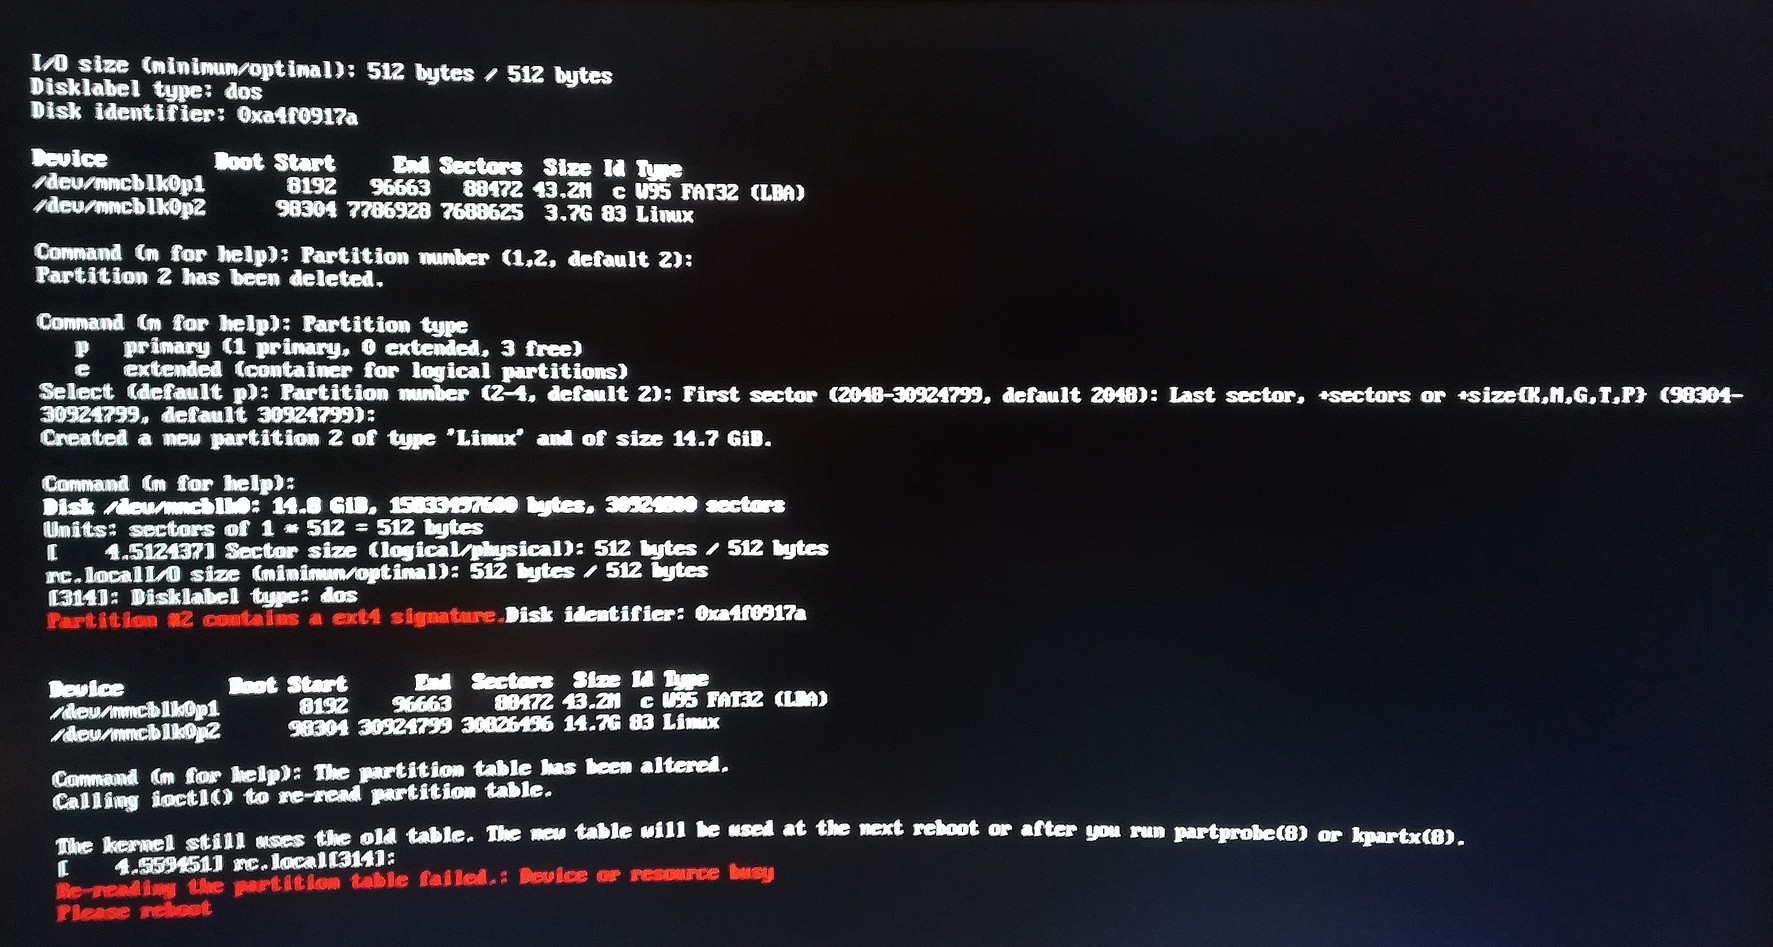 I/O size (minimum/optimal): 512 bytes / 512 bytes
Disklabel type: dos
Disk identifier: 0xa4f0917a
Device Boot Start End Sectors Size Id Type
/dev/mmcblk0p1 8192 96663 88472 43.2M c W95 FAT32 (LBA)
/dev/mmcblk0p2 98304 7786928 7688625 3.7G 83 Linux
Command (m for help): Partition number (1,2, default 2):
Partition 2 has been deleted.
Command (m for help): Partition type
p primary (1 primary, 0 extended, 3 free)
e extended (container for logical partitions)
Select (default p): Partition number (2-4, default 2): First sector (2048-30924799, default 2048): Last sector, +sectors or +size{K,M,G,T,P} (98304-
30924799, default 30924799):
Created a new partition 2 of type 'Linux' and of size 14.7 GiB.
Command (m for help):
Disk /dev/mmcblk0: 14.8 GiB, 15833497600 bytes, 30924800 sectors
Units: sectors of 1 * 512 = 512 bytes
[ 4.512437] Sector size (logical/physical): 512 bytes / 512 bytes
rc.localI/O size (minimum/optimal): 512 bytes / 512 bytes
[314]: Disklabel type: dos
Partition #2 contains a ext4 signature.Disk identifier: 0xa4f0917a
Device Boot Start End Sectors Size Id Type
/dev/mmcblk0p1 8192 96663 88472 43.2M c W95 FAT32 (LBA)
/dev/mmcblk0p2 98304 30924799 30826496 14.7G 83 Linux
Command (m for help): The partition table has been altered.
Calling ioctl() to re-read partition table.
The kernel still uses the old table. The new table will be used at the next reboot or after you run partprobe(8) or kpartx(8).
[ 4.559451] rc.local[314]:
Re-reading the partition table failed.: Device or resource busy
Please reboot